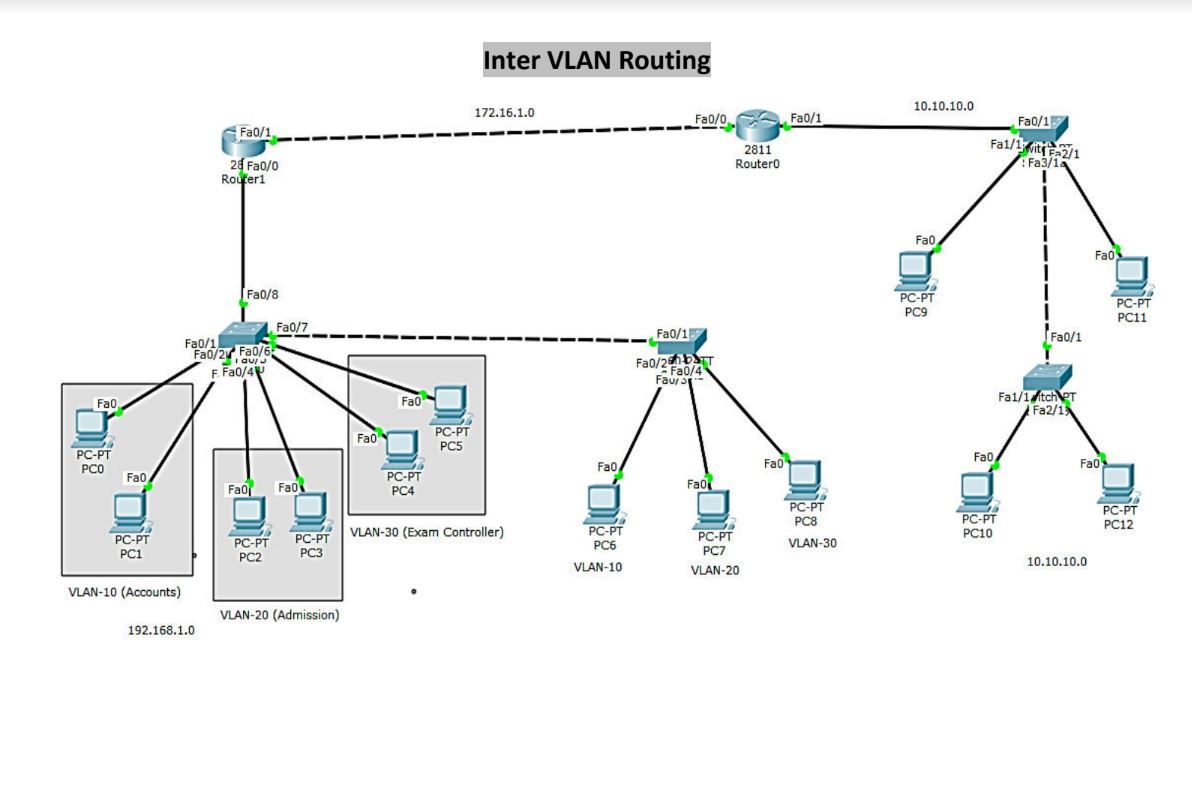 Inter VLAN Routing
172.16.1.0
10.10.10.0
Fa0/1
Fa0/0
Router1
Fa0/0
Fa0/1
2811
Router0
Fa0/1
Fa1/1
Fa2/1
Fa3/1
Fa0
PC-PT
PC9
Fa0
PC-PT
PC11
Fa0/8
Fa0/7
Fa0/1
Fa0/2
Fa0/6
Fa0/4
Fa0/1
Fa0/2
Fa0/4
Fa0/1
Fa1/1
Fa2/1
Fa0
PC-PT
PC0
Fa0
PC-PT
PC1
VLAN-10 (Accounts)
192.168.1.0
Fa0
PC-PT
PC2
Fa0
PC-PT
PC3
VLAN-20 (Admission)
Fa0
PC-PT
PC4
Fa0
PC-PT
PC5
VLAN-30 (Exam Controller)
Fa0
PC-PT
PC6
VLAN-10
Fa0
PC-PT
PC7
VLAN-20
Fa0
PC-PT
PC8
VLAN-30
Fa0
PC-PT
PC10
Fa0
PC-PT
PC12
10.10.10.0